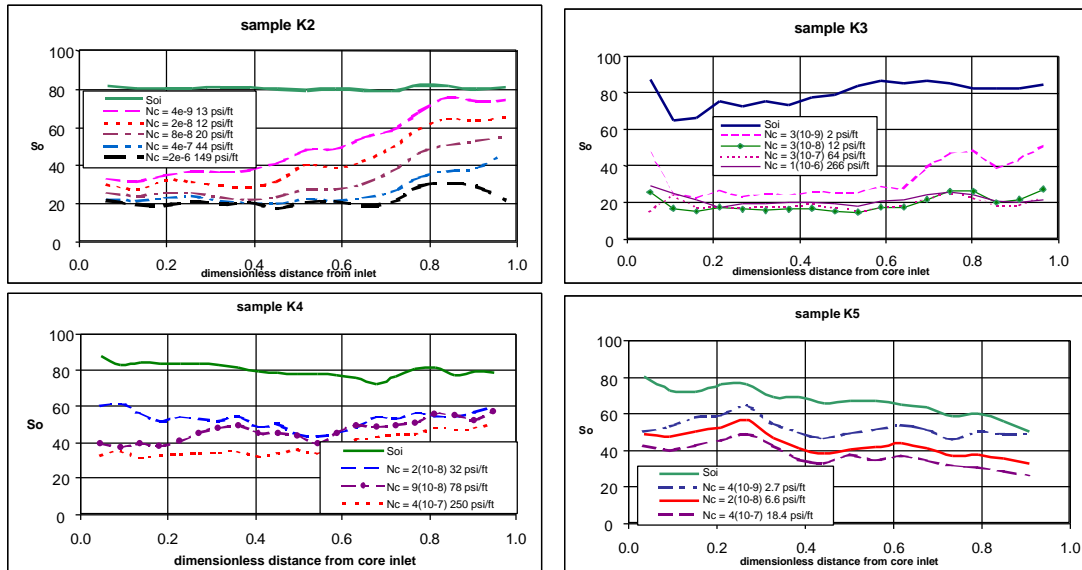 sample K2
100
80
60
40
20
0
So
Soi
Nc = 4e-9 13 psi/ft
Nc = 2e-8 12 psi/ft
Nc = 8e-8 20 psi/ft
Nc = 4e-7 44 psi/ft
Nc =2e-6 149 psi/ft
0.0 0.2 0.4 0.6 0.8 1.0
dimensionless distance from inlet
sample K3
100
80
60
40
20
0
So
Soi
Nc = 3(10-9) 2 psi/ft
Nc = 3(10-8) 12 psi/ft
Nc = 3(10-7) 64 psi/ft
Nc = 1(10-6) 266 psi/ft
0.0 0.2 0.4 0.6 0.8 1.0
dimensionless distance from core inlet
sample K4
100
80
60
40
20
0
So
Soi
Nc = 2(10-8) 32 psi/ft
Nc = 9(10-8) 78 psi/ft
Nc = 4(10-7) 250 psi/ft
0.0 0.2 0.4 0.6 0.8 1.0
dimensionless distance from core inlet
sample K5
100
80
60
40
20
0
So
Soi
Nc = 4(10-9) 2.7 psi/ft
Nc = 2(10-8) 6.6 psi/ft
Nc = 4(10-7) 18.4 psi/ft
0.0 0.2 0.4 0.6 0.8 1.0
dimensionless distance from core inlet